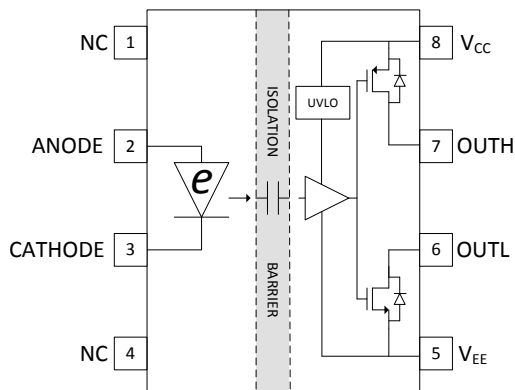 NC 1
ANODE 2
CATHODE 3
NC 4
e
ISOLATION
BARRIER
UVLO
8 VCC
7 OUTH
6 OUTL
5 VEE